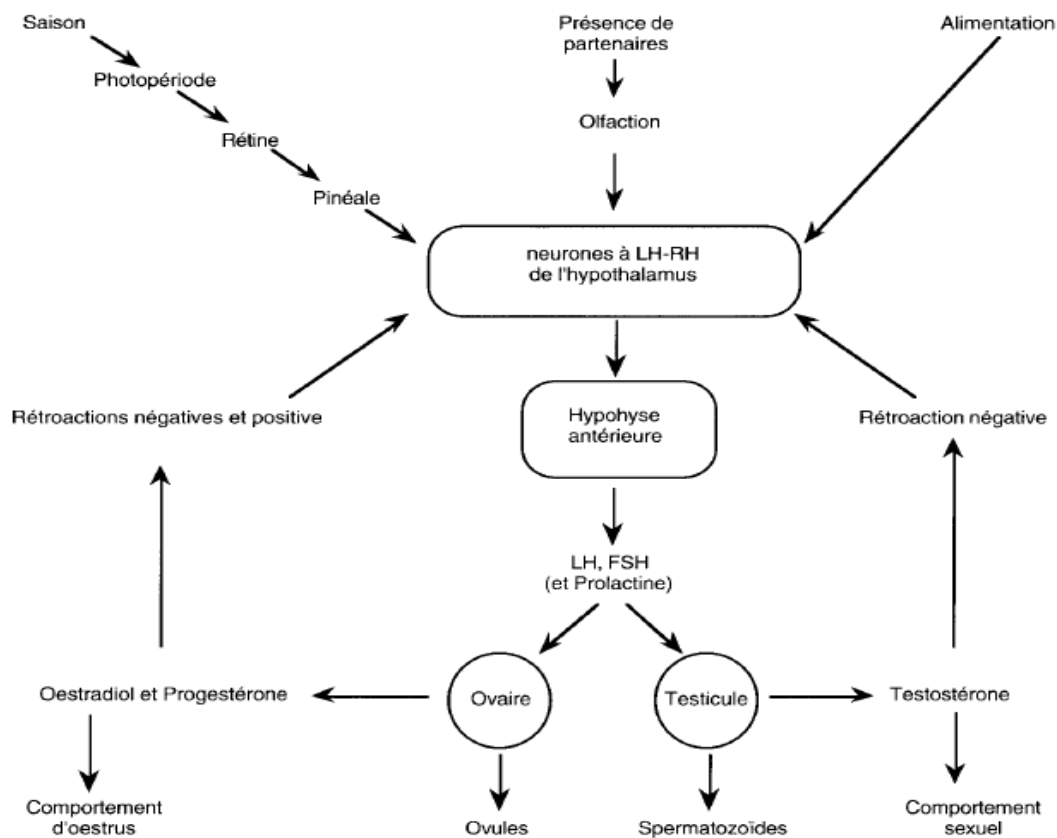 Saison
Présence de
partenaires
Alimentation
Photopériode
Olfaction
Rétine
Pinéale
neurones à LH-RH
de l'hypothalamus
Rétroactions négatives et positive
Hypohyse
antérieure
Rétroaction négative
LH, FSH
(et Prolactine)
Oestradiol et Progestérone
Ovaire
Testicule
Testostérone
Comportement
d'oestrus
Ovules
Spermatozoïdes
Comportement
sexuel